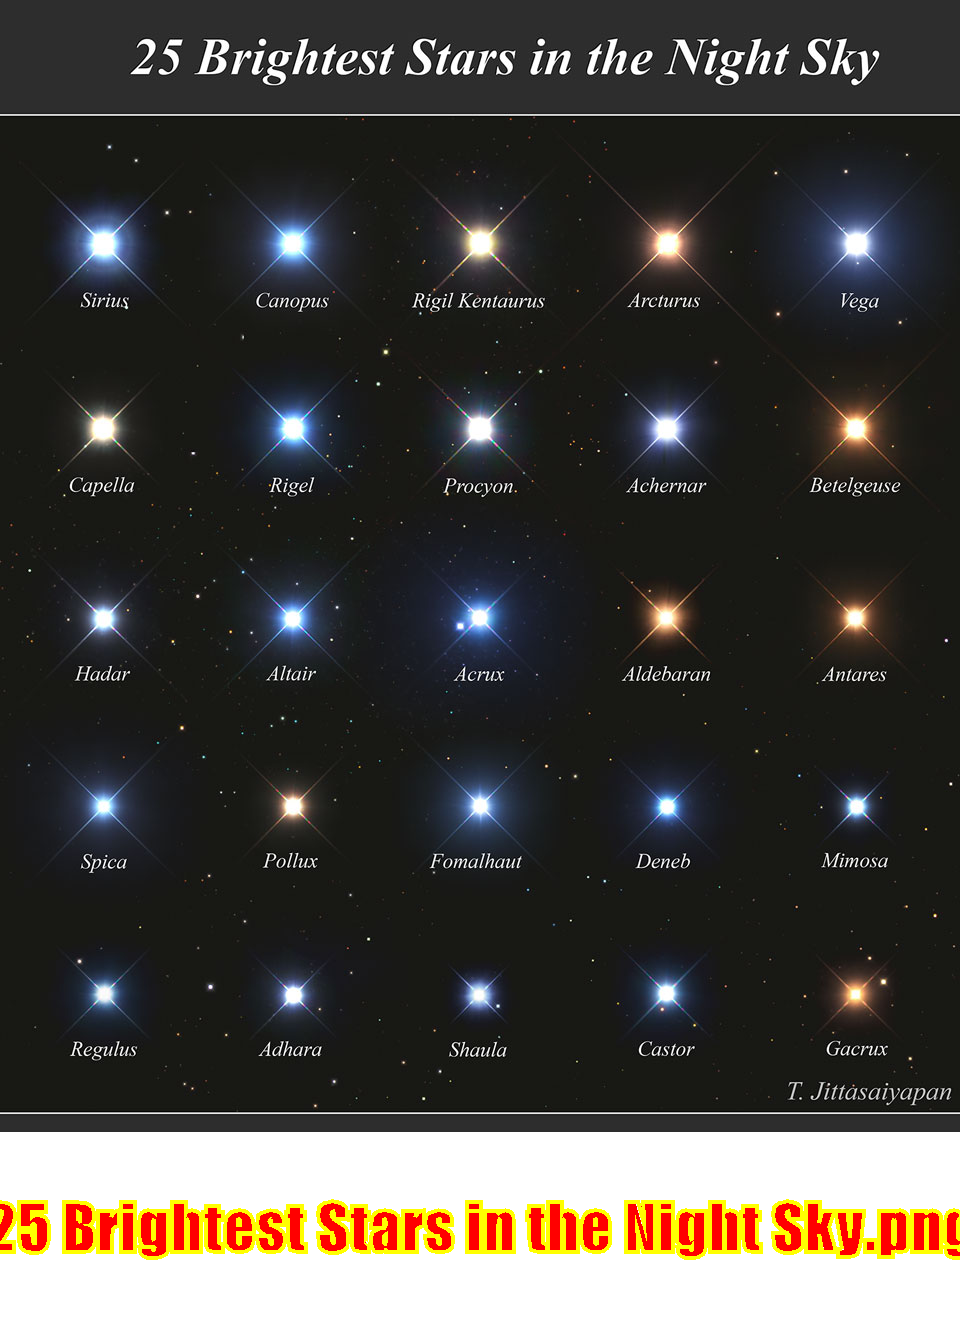 25 Brightest Stars in the Night Sky
Sirius Canopus Rigil Kentaurus Arcturus Vega
Capella Rigel Procyon Achernar Betelgeuse
Hadar Altair Acrux Aldebaran Antares
Spica Pollux Fomalhaut Deneb Mimosa
Regulus Adhara Shaula Castor Gacrux
T. Jittasaiyapan
25 Brightest Stars in the Night Sky.png